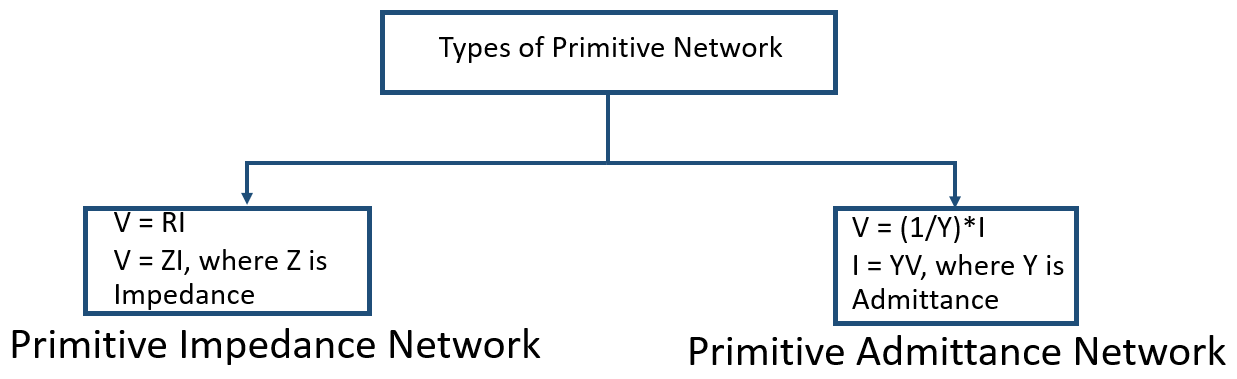 Types of Primitive Network
V = RI
V = ZI, where Z is
Impedance
V = (1/Y)*I
I = YV, where Y is
Admittance
Primitive Impedance Network
Primitive Admittance Network